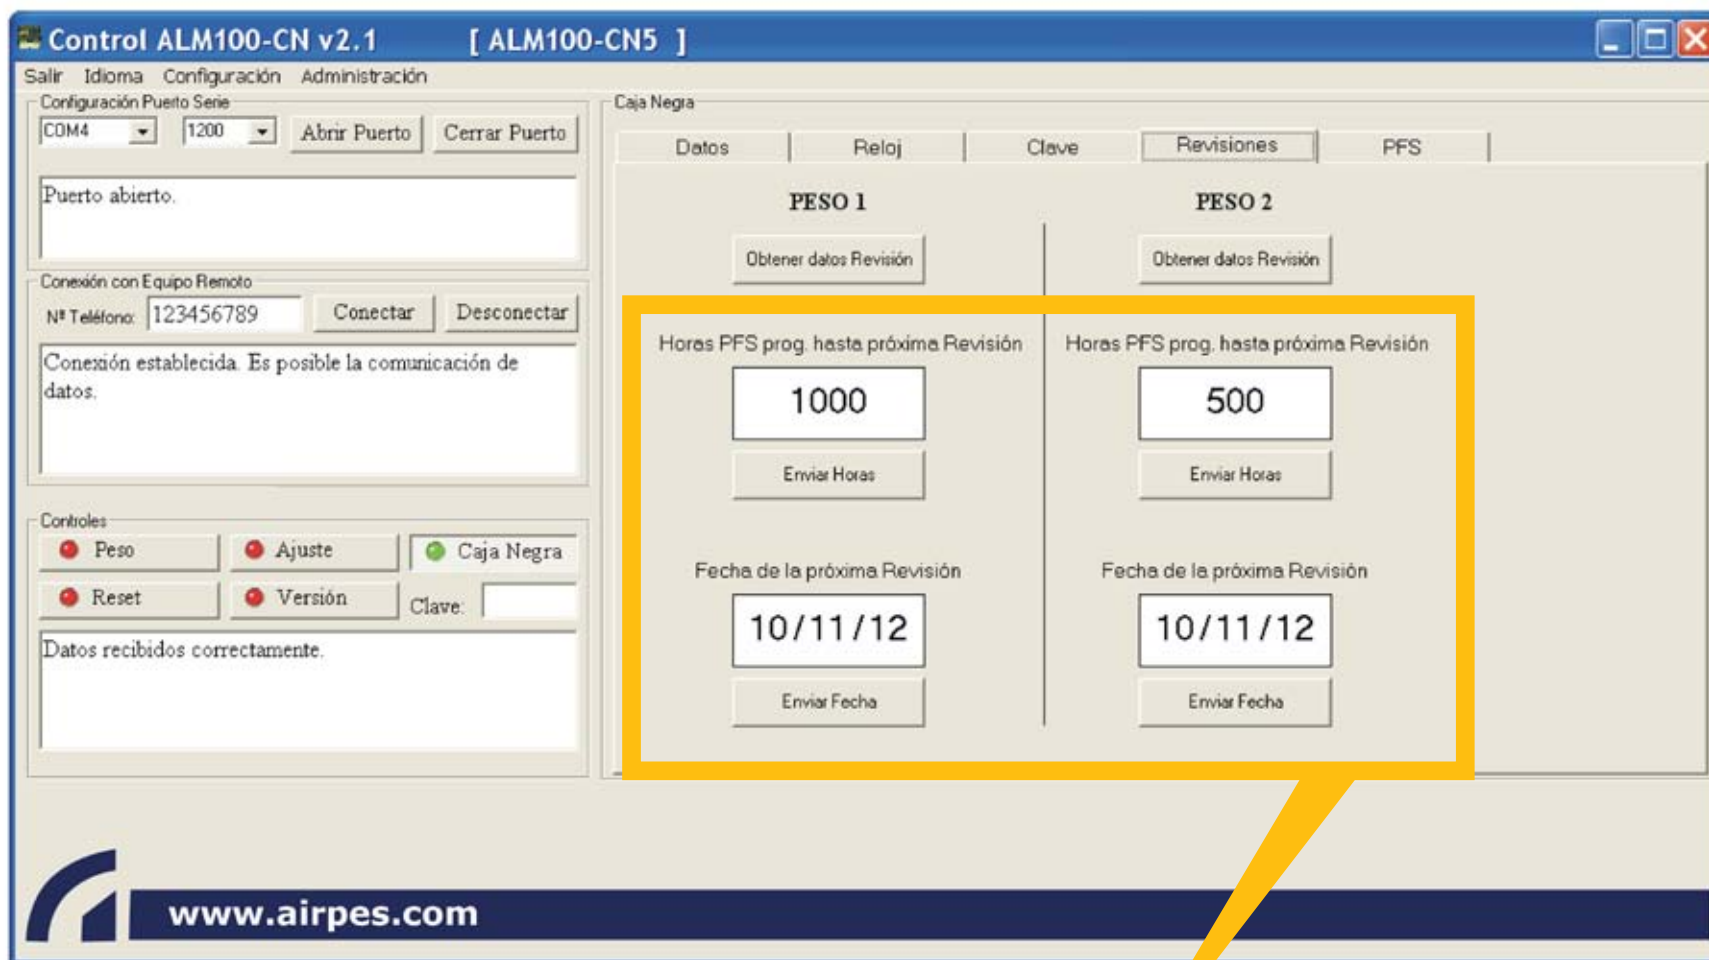 Control ALM100-CN v2.1 [ ALM100-CN5 ]
Salir Idioma Configuración Administración
Configuración Puerto Serie
COM4 1200 Abrir Puerto Cerrar Puerto
Puerto abierto.
Conexión con Equipo Remoto
Nº Teléfono: 123456789 Conectar Desconectar
Conexión establecida. Es posible la comunicación de
datos.
Controles
Peso Ajuste Caja Negra
Reset Versión Clave:
Datos recibidos correctamente.
Caja Negra
Datos Reloj Clave Revisiones PFS
PESO 1 PESO 2
Obtener datos Revisión Obtener datos Revisión
Horas PFS prog. hasta próxima Revisión Horas PFS prog. hasta próxima Revisión
1000 500
Enviar Horas Enviar Horas
Fecha de la próxima Revisión Fecha de la próxima Revisión
10/11/12 10/11/12
Enviar Fecha Enviar Fecha
www.airpes.com